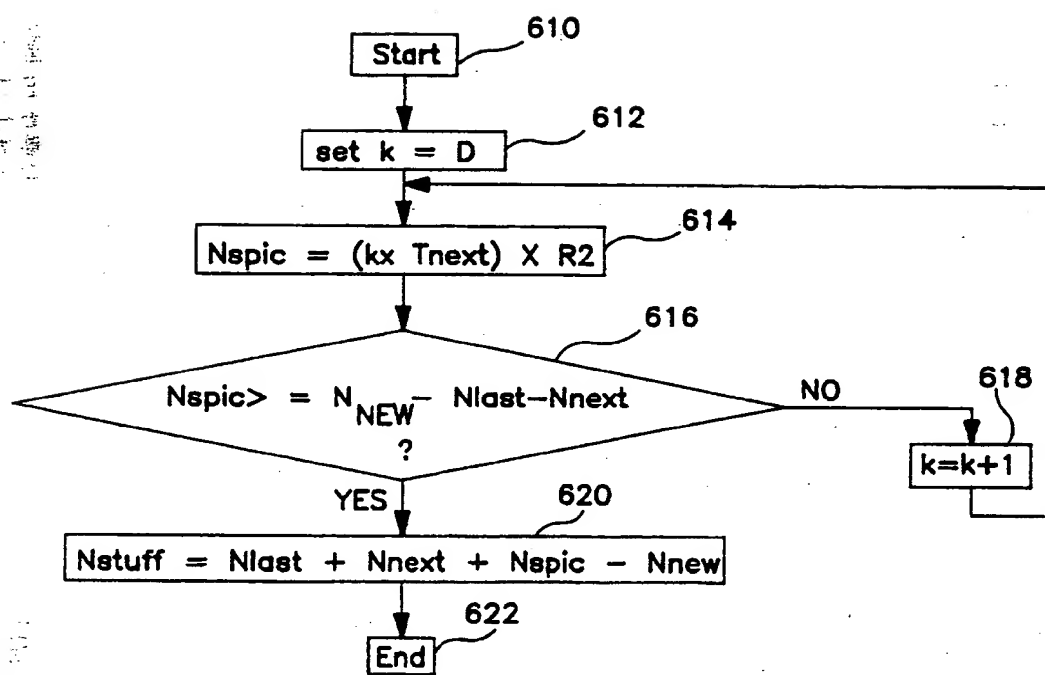 610
Start
612
set k = D
614
Nspic = (kx Tnext) X R2
616
Nspic> = N NEW - Nlast-Nnext
?
NO
618
k=k+1
YES
620
Nstuff = Nlast + Nnext + Nspic - Nnew
622
End